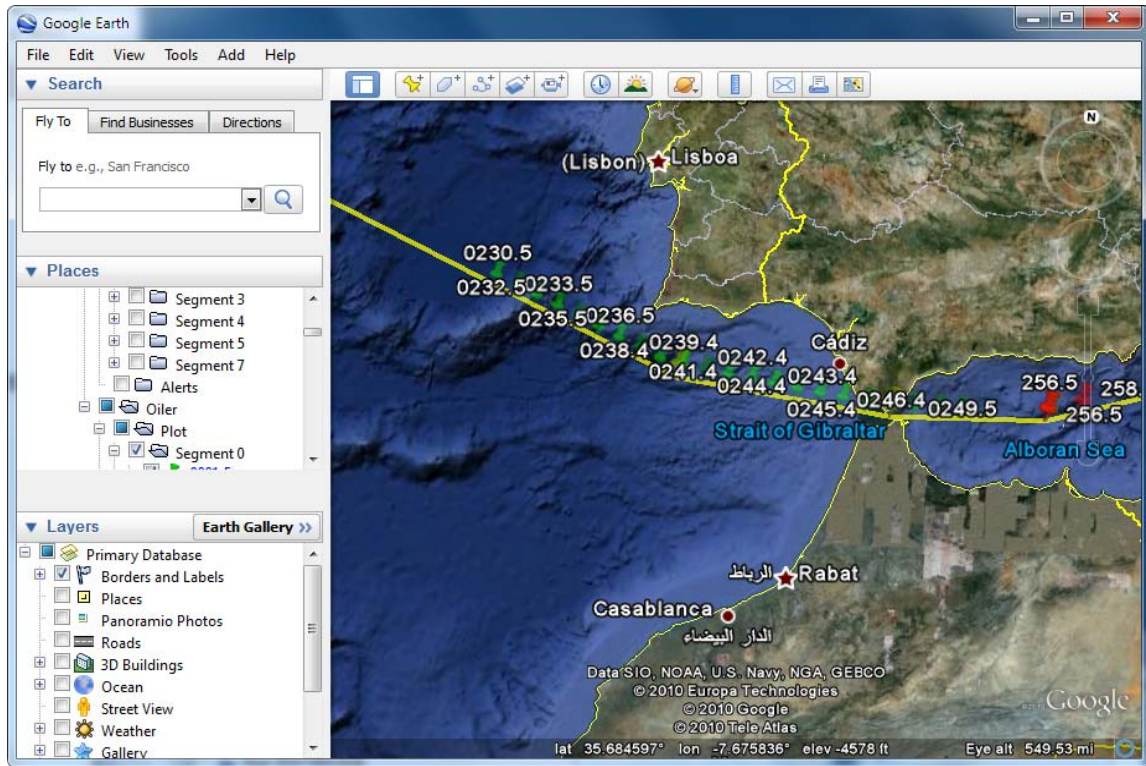 Google Earth
File Edit View Tools Add Help
Search
Fly To Find Businesses Directions
Fly to e.g., San Francisco
Places
Segment 3
Segment 4
Segment 5
Segment 7
Alerts
Oiler
Plot
Segment 0
Layers Earth Gallery »
Primary Database
Borders and Labels
Places
Panoramio Photos
Roads
3D Buildings
Ocean
Street View
Weather
Gallery
N
(Lisbon) Lisboa
0230.5
0232.5 0233.5
0235.5 0236.5
0238.4 0239.4
0241.4 0242.4
0244.4 0243.4
Cádiz
0245.4 0246.4 0249.5
256.5 258.
256.5
Strait of Gibraltar
Alboran Sea
الرباط Rabat
Casablanca
الدار البيضاء
Data SIO, NOAA, U.S. Navy, NGA, GEBCO
© 2010 Europa Technologies
© 2010 Google
© 2010 Tele Atlas
Google
lat 35.684597° lon -7.675836° elev -4578 ft Eye alt 549.53 mi